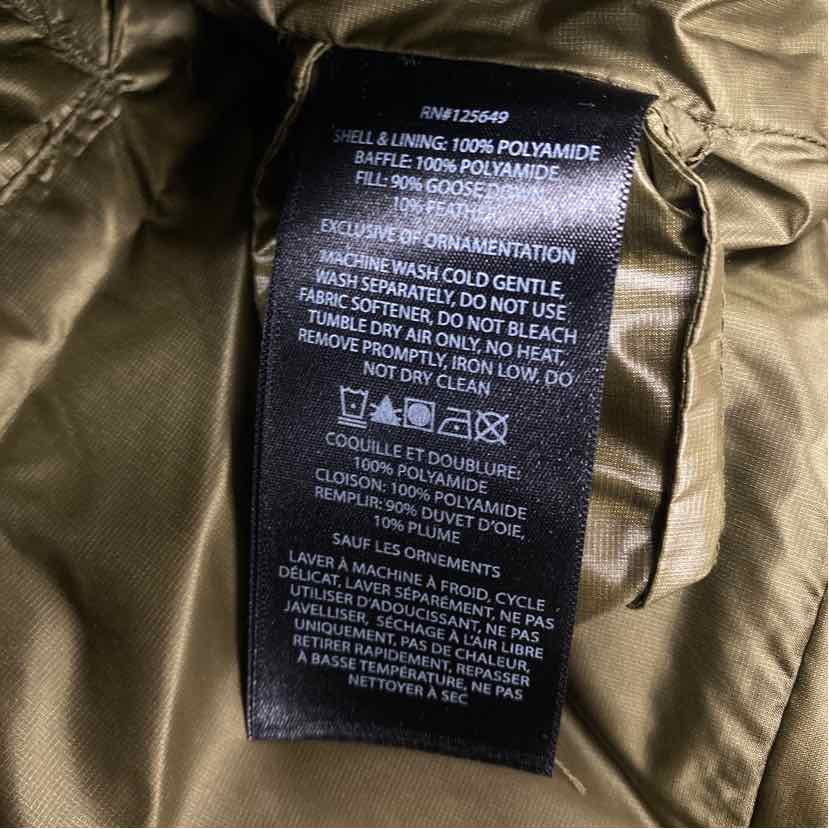 RN#125649
SHELL & LINING: 100% POLYAMIDE
BAFFLE: 100% POLYAMIDE
FILL: 90% GOOSE DOWN
10% FEATHER
EXCLUSIVE OF ORNAMENTATION
MACHINE WASH COLD GENTLE,
WASH SEPARATELY, DO NOT USE
FABRIC SOFTENER, DO NOT BLEACH
TUMBLE DRY AIR ONLY, NO HEAT,
REMOVE PROMPTLY, IRON LOW, DO
NOT DRY CLEAN
COQUILLE ET DOUBLURE:
100% POLYAMIDE
CLOISON: 100% POLYAMIDE
REMPLIR: 90% DUVET D'OIE,
10% PLUME
SAUF LES ORNEMENTS
LAVER À MACHINE À FROID, CYCLE
DÉLICAT, LAVER SÉPARÉMENT, NE PAS
UTILISER D'ADOUCISSANT, NE PAS
JAVELLISER, SÉCHAGE À L'AIR LIBRE
UNIQUEMENT, PAS DE CHALEUR,
RETIRER RAPIDEMENT, REPASSER
À BASSE TEMPÉRATURE, NE PAS
NETTOYER À SEC